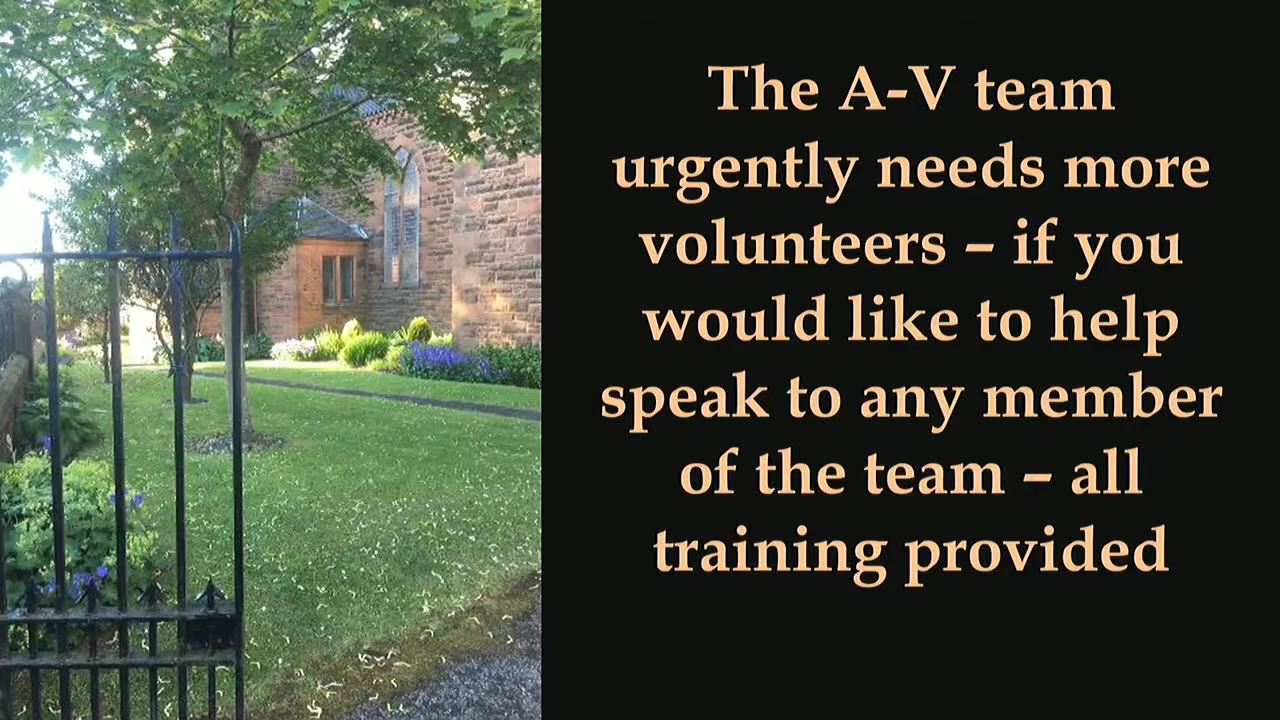 The A-V team
urgently needs more
volunteers – if you
would like to help
speak to any member
of the team – all
training provided